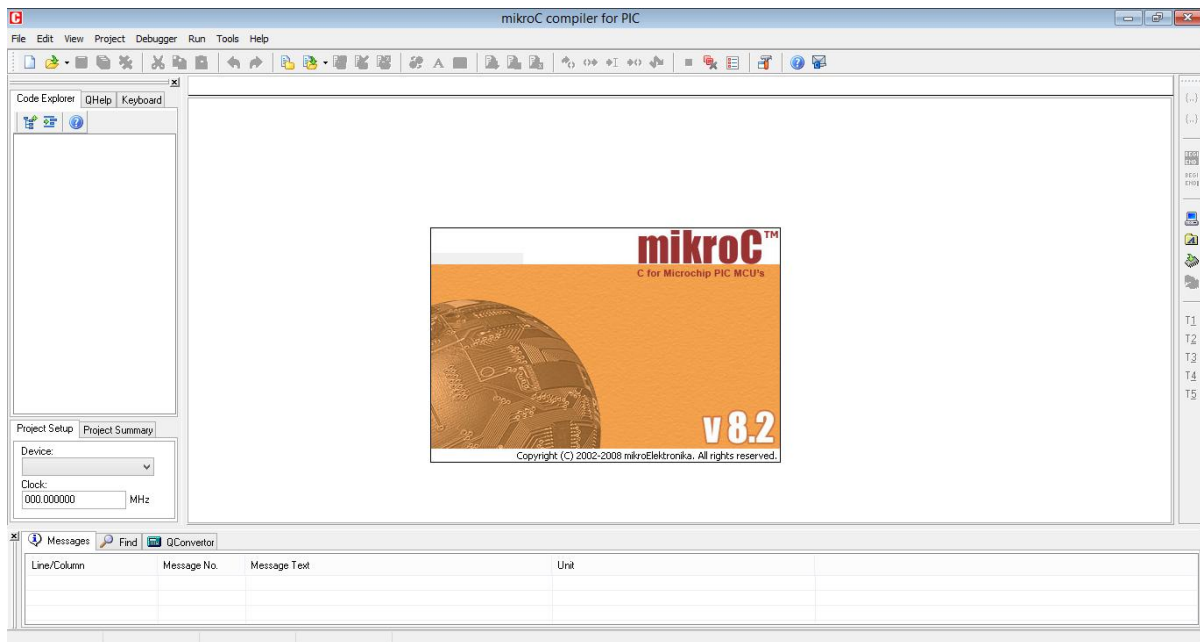 mikroC compiler for PIC
File Edit View Project Debugger Run Tools Help
Code Explorer QHelp Keyboard
mikroC™
C for Microchip PIC MCU's
v 8.2
Copyright (C) 2002-2008 mikroElektronika. All rights reserved.
Project Setup Project Summary
Device:
Clock:
000.000000 MHz
T1
T2
T3
T4
T5
Messages Find QConvertor
Line/Column Message No. Message Text Unit